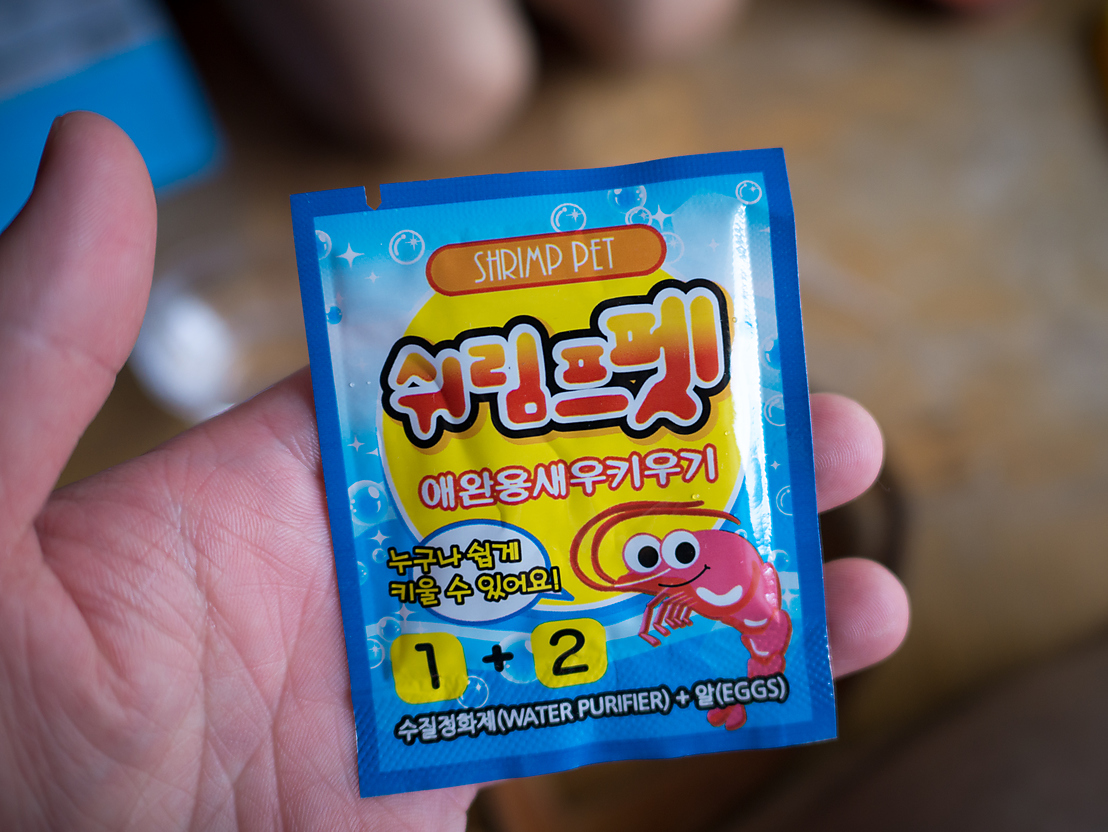 SHRIMP PET
쉬림프펫
애완용새우키우기
누구나 쉽게
키울 수 있어요!
1 + 2
수질정화제(WATER PURIFIER) + 알(EGGS)